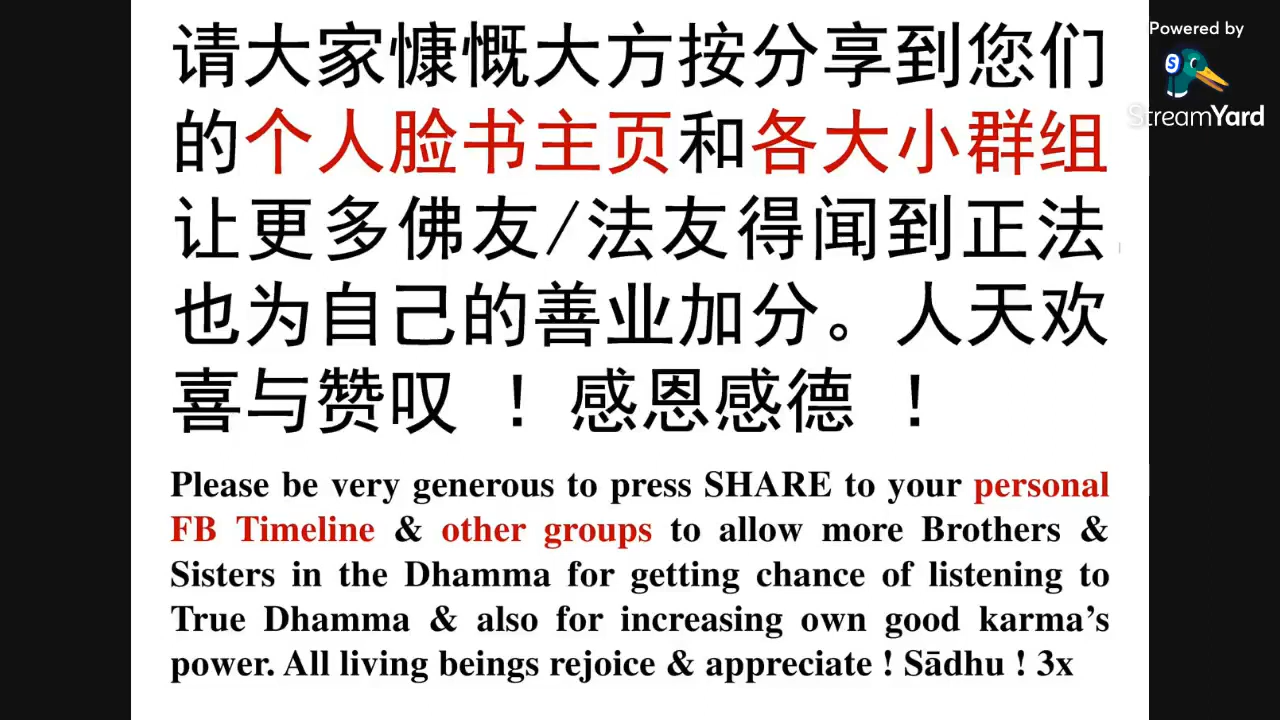 请大家慷慨大方按分享到您们
的个人脸书主页和各大小群组
让更多佛友/法友得闻到正法
也为自己的善业加分。人天欢
喜与赞叹 ！感恩感德 ！
Please be very generous to press SHARE to your personal
FB Timeline & other groups to allow more Brothers &
Sisters in the Dhamma for getting chance of listening to
True Dhamma & also for increasing own good karma’s
power. All living beings rejoice & appreciate ! Sādhu ! 3x
Powered by
S
StreamYard